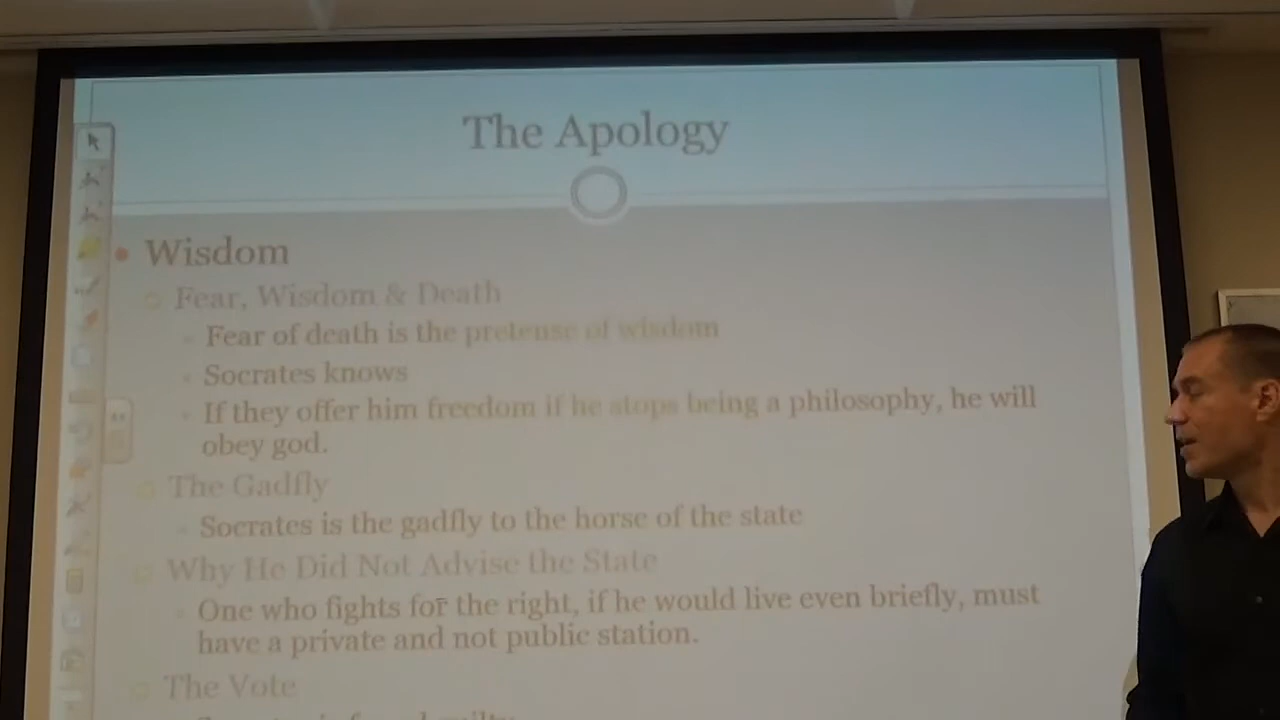 The Apology
Wisdom
Fear, Wisdom & Death
Fear of death is the pretense of wisdom
Socrates knows
If they offer him freedom if he stops being a philosophy, he will
obey god.
The Gadfly
Socrates is the gadfly to the horse of the state
Why He Did Not Advise the State
One who fights for the right, if he would live even briefly, must
have a private and not public station.
The Vote